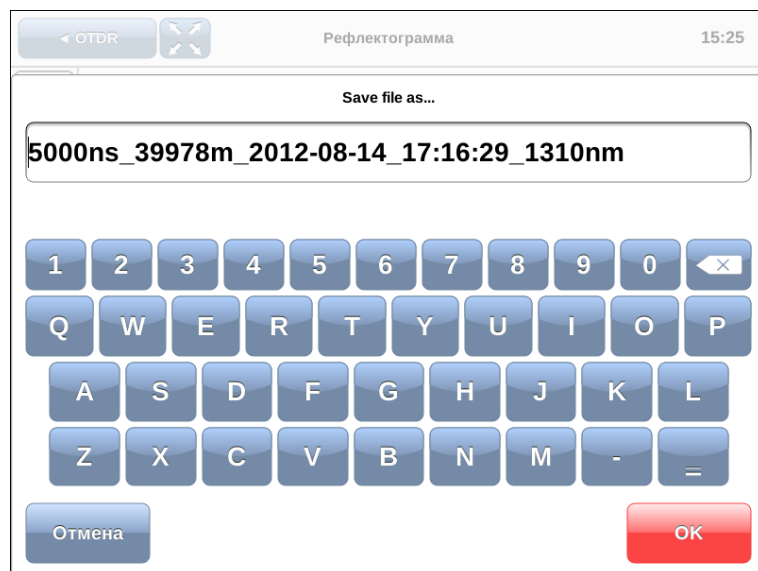 ◄ OTDR Рефлектограмма 15:25
Save file as...
5000ns_39978m_2012-08-14_17:16:29_1310nm
1 2 3 4 5 6 7 8 9 0
Q W E R T Y U I O P
A S D F G H J K L
Z X C V B N M - _
Отмена OK